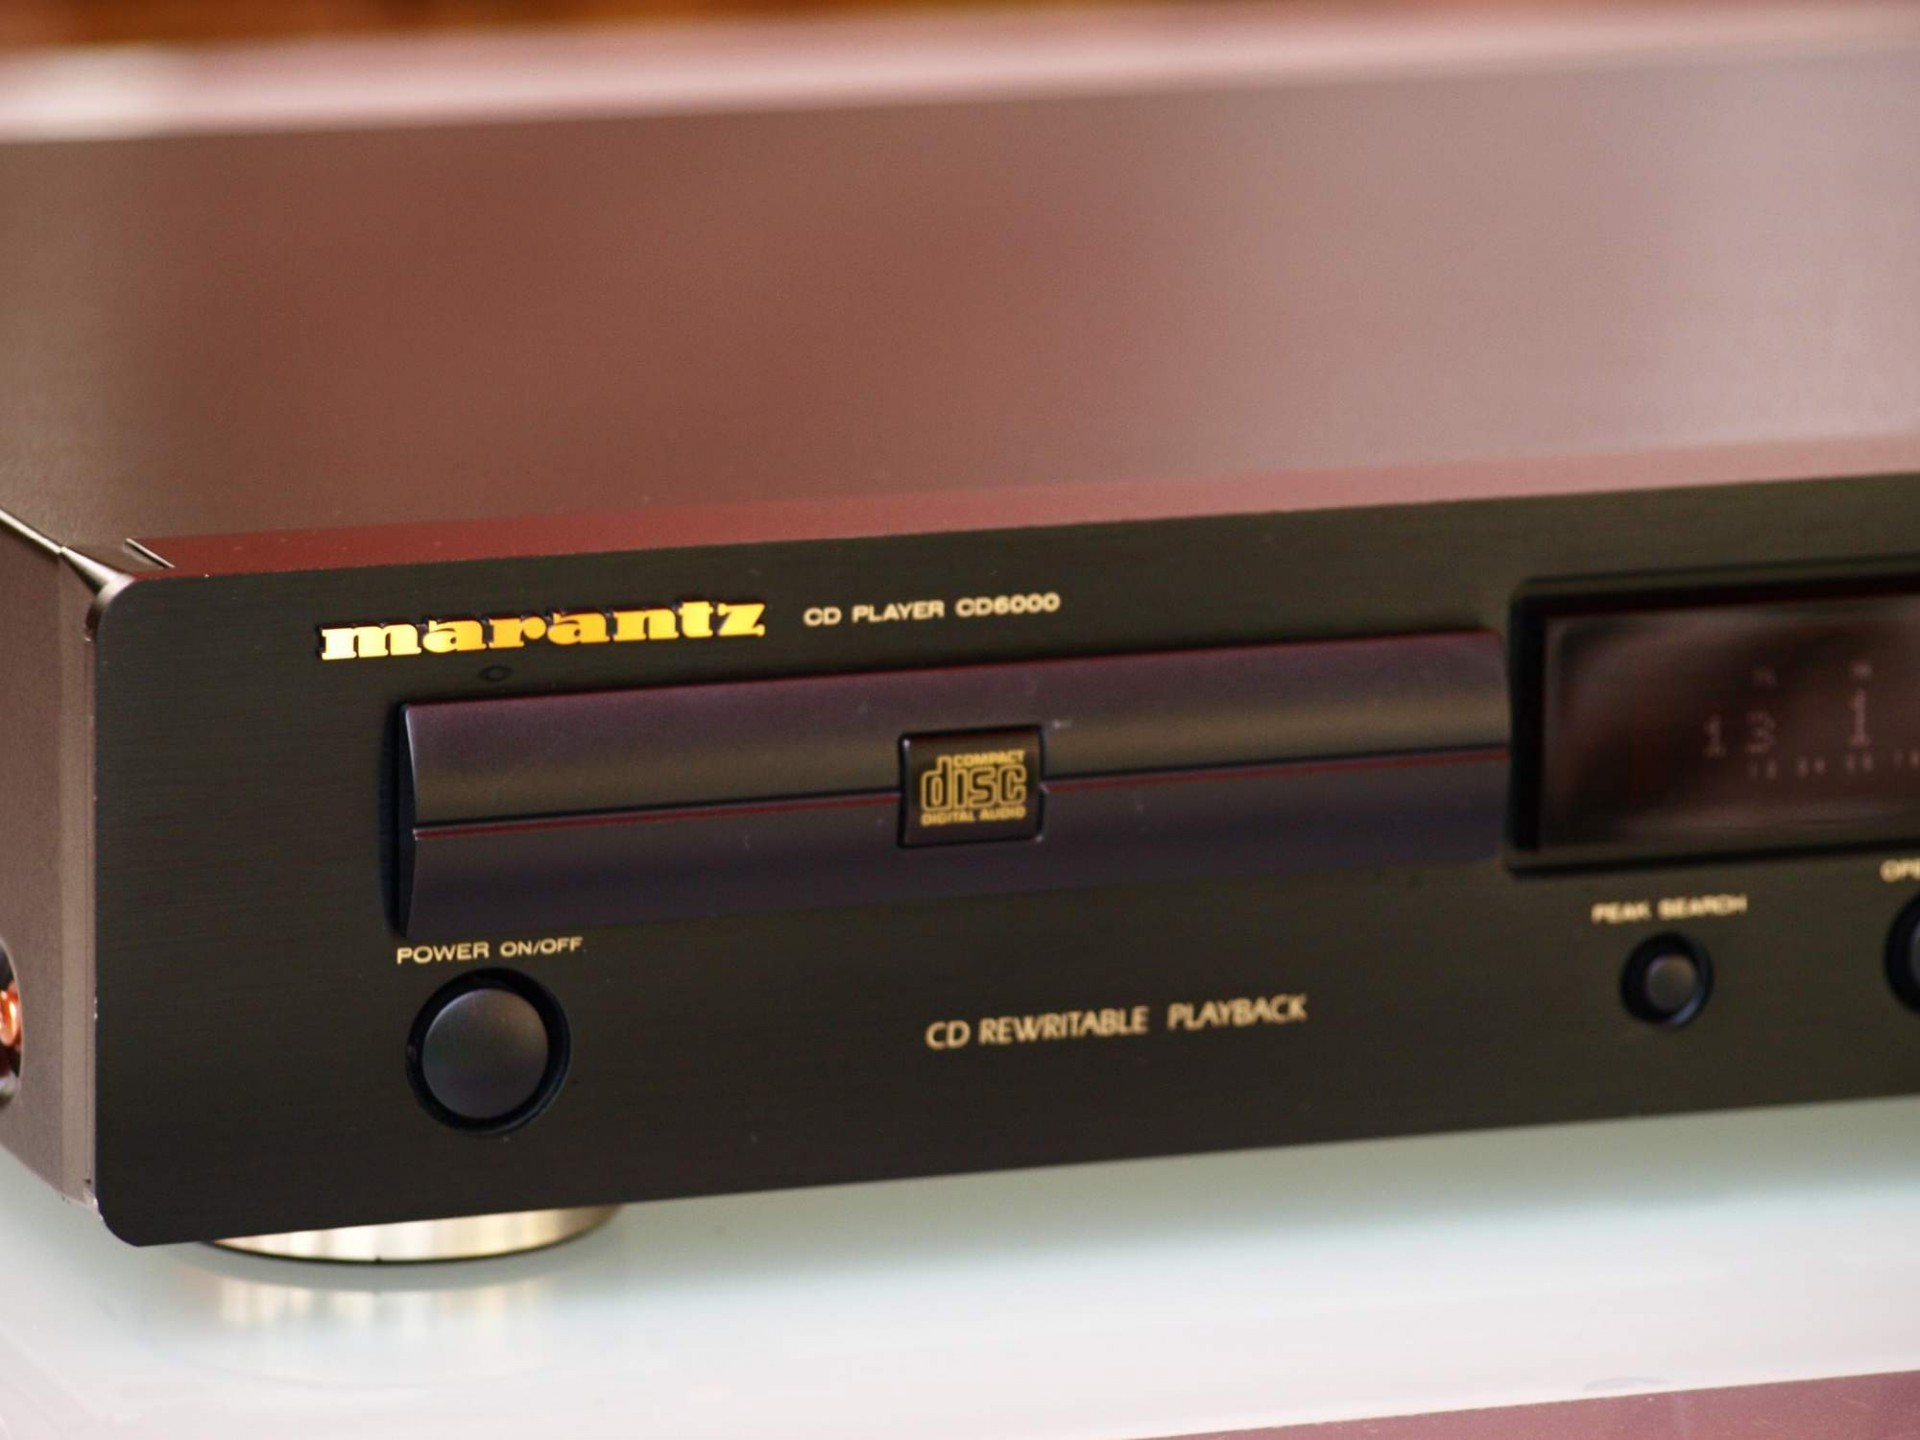 marantz CD PLAYER CD6000
COMPACT
disc
DIGITAL AUDIO
POWER ON/OFF
PEAK SEARCH
CD REWRITABLE PLAYBACK